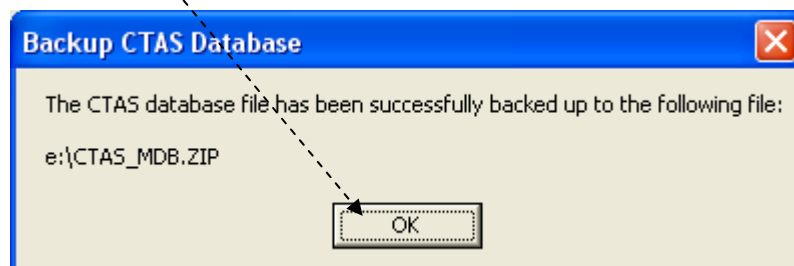 Backup CTAS Database
The CTAS database file has been successfully backed up to the following file:
e:\CTAS_MDB.ZIP
OK